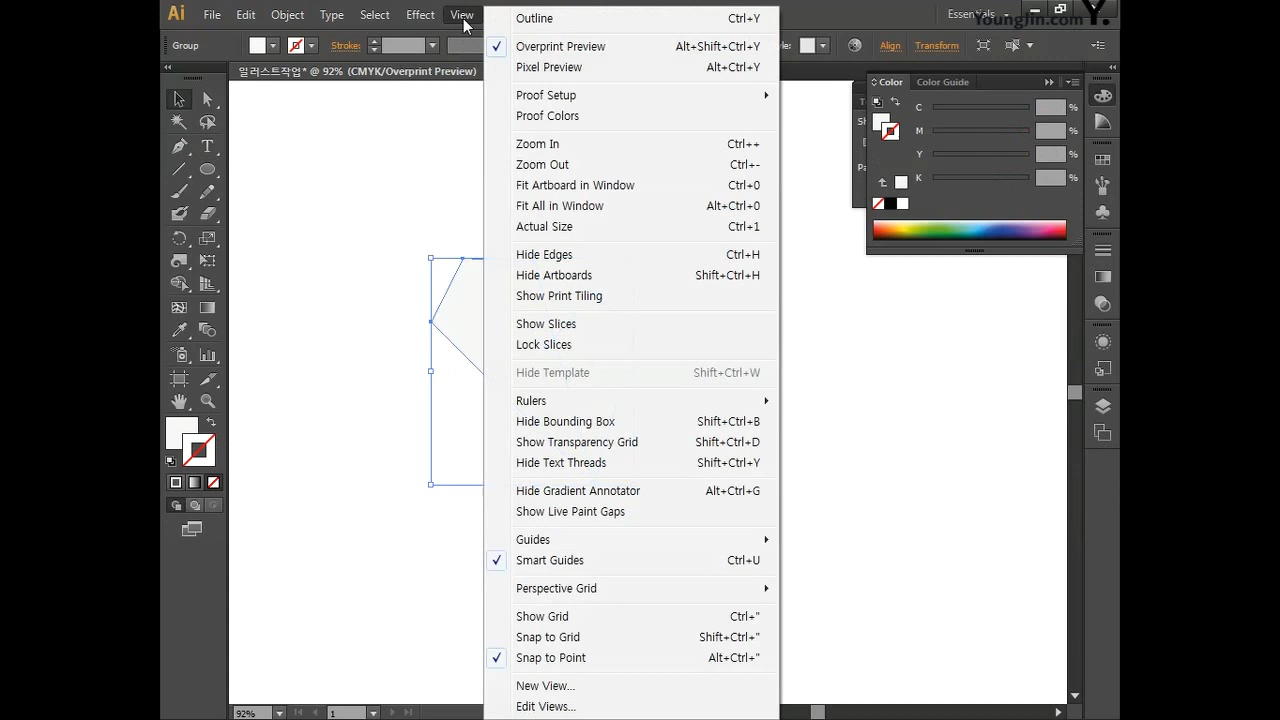 Ai File Edit Object Type Select Effect View Essentials
YoungJin.com Y.
Group Stroke: Align Transform
일러스트작업* @ 92% (CMYK/Overprint Preview)
Outline Ctrl+Y
Overprint Preview Alt+Shift+Ctrl+Y
Pixel Preview Alt+Ctrl+Y
Proof Setup
Proof Colors
Zoom In Ctrl++
Zoom Out Ctrl+-
Fit Artboard in Window Ctrl+0
Fit All in Window Alt+Ctrl+0
Actual Size Ctrl+1
Hide Edges Ctrl+H
Hide Artboards Shift+Ctrl+H
Show Print Tiling
Show Slices
Lock Slices
Hide Template Shift+Ctrl+W
Rulers
Hide Bounding Box Shift+Ctrl+B
Show Transparency Grid Shift+Ctrl+D
Hide Text Threads Shift+Ctrl+Y
Hide Gradient Annotator Alt+Ctrl+G
Show Live Paint Gaps
Guides
Smart Guides Ctrl+U
Perspective Grid
Show Grid Ctrl+"
Snap to Grid Shift+Ctrl+"
Snap to Point Alt+Ctrl+"
New View...
Edit Views...
Color Color Guide
C %
M %
Y %
K %
92% 1